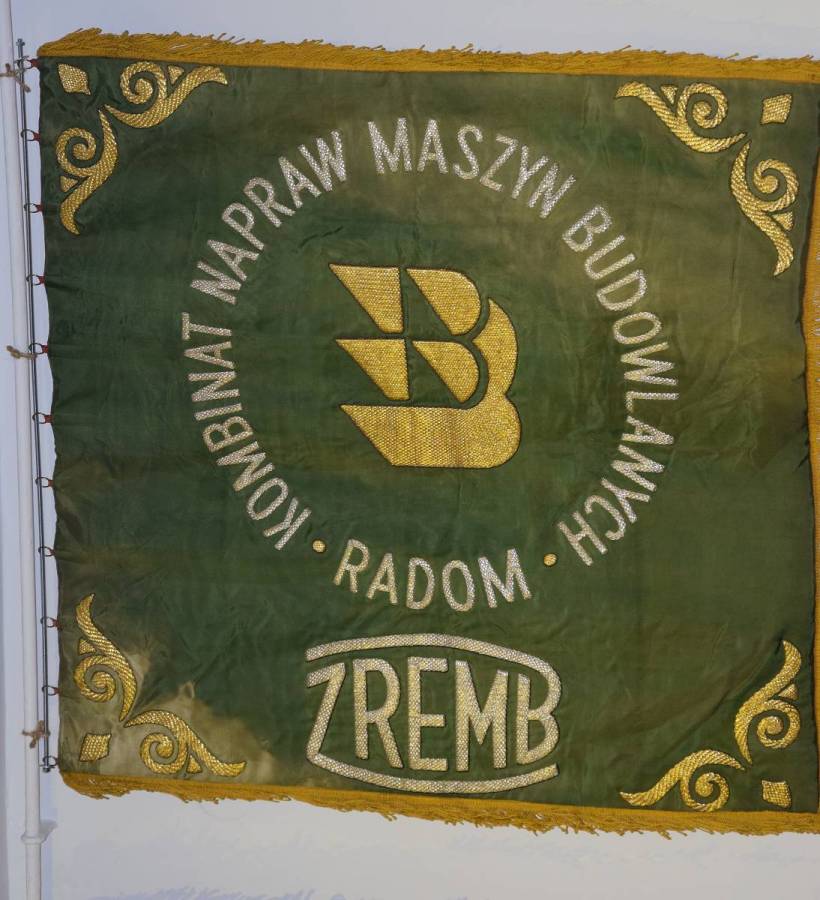 KOMBINAT NAPRAW MASZYN BUDOWLANYCH
• RADOM •
ZREMB